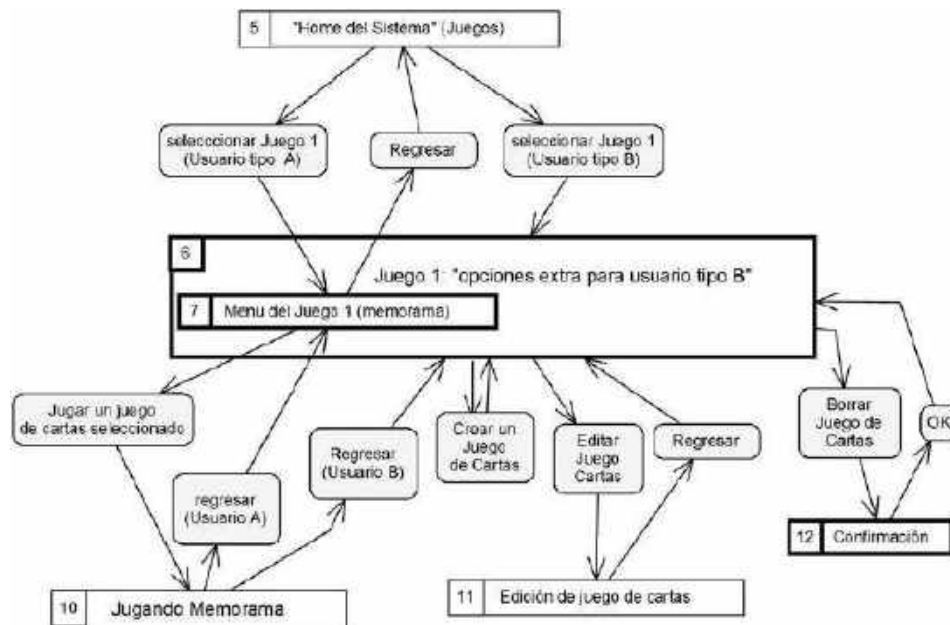 5 "Home del Sistema" (Juegos)
selecccionar Juego 1
(Usuario tipo A)
Regresar
seleccionar Juego 1
(Usuario tipo B)
6
Juego 1: "opciones extra para usuario tipo B"
7 Menu del Juego 1 (memorama)
Jugar un juego
de cartas seleccionado
regresar
(Usuario A)
Regresar
(Usuario B)
Crear un
Juego
de Cartas
Editar
Juego
Cartas
Regresar
Borrar
Juego de
Cartas
OK
12 Confirmación
10 Jugando Memorama
11 Edición de juego de cartas